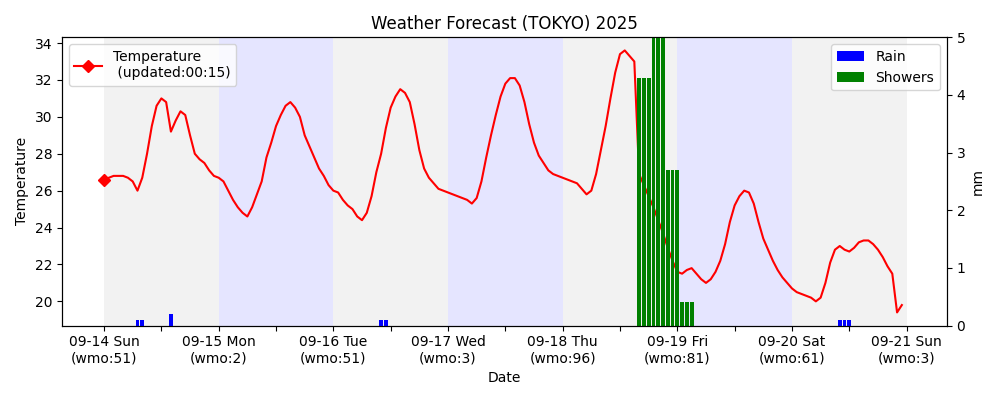 Weather Forecast (TOKYO) 2025
Temperature
(updated:00:15)
Rain
Showers
34
32
30
28
26
24
22
20
Temperature
5
4
3
2
1
0
mm
09-14 Sun
(wmo:51)
09-15 Mon
(wmo:2)
09-16 Tue
(wmo:51)
09-17 Wed
(wmo:3)
09-18 Thu
(wmo:96)
09-19 Fri
(wmo:81)
09-20 Sat
(wmo:61)
09-21 Sun
(wmo:3)
Date